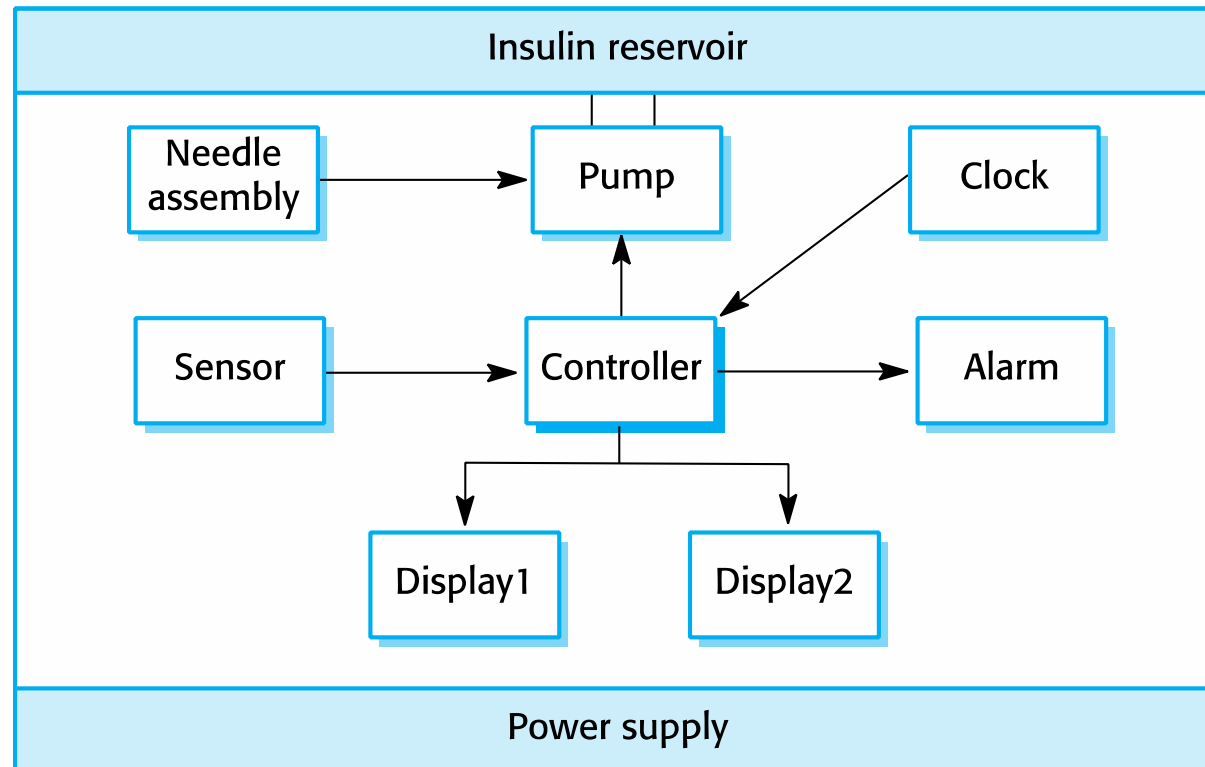 Insulin reservoir
Needle
assembly
Pump
Clock
Sensor
Controller
Alarm
Display1
Display2
Power supply